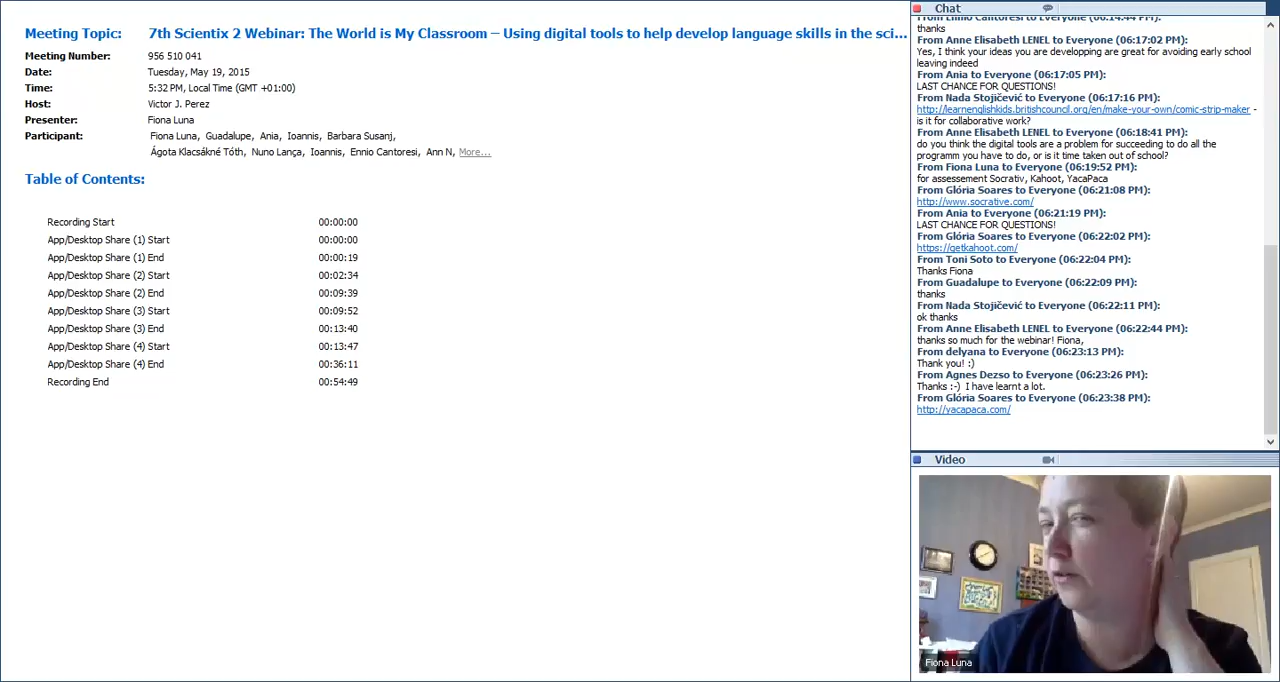 Meeting Topic: 7th Scientix 2 Webinar: The World is My Classroom – Using digital tools to help develop language skills in the sci...
Meeting Number: 956 510 041
Date: Tuesday, May 19, 2015
Time: 5:32 PM, Local Time (GMT +01:00)
Host: Victor J. Perez
Presenter: Fiona Luna
Participant: Fiona Luna, Guadalupe, Ania, Ioannis, Barbara Susanj,
Ágota Klacsákné Tóth, Nuno Lança, Ioannis, Ennio Cantoresi, Ann N, More...
Table of Contents:
Recording Start 00:00:00
App/Desktop Share (1) Start 00:00:00
App/Desktop Share (1) End 00:00:19
App/Desktop Share (2) Start 00:02:34
App/Desktop Share (2) End 00:09:39
App/Desktop Share (3) Start 00:09:52
App/Desktop Share (3) End 00:13:40
App/Desktop Share (4) Start 00:13:47
App/Desktop Share (4) End 00:36:11
Recording End 00:54:49
Chat
From Ennio Cantoresi to Everyone (06:14:44 PM):
thanks
From Anne Elisabeth LENEL to Everyone (06:17:02 PM):
Yes, I think your ideas you are developping are great for avoiding early school
leaving indeed
From Ania to Everyone (06:17:05 PM):
LAST CHANCE FOR QUESTIONS!
From Nada Stojičević to Everyone (06:17:16 PM):
http://learnenglishkids.britishcouncil.org/en/make-your-own/comic-strip-maker -
is it for collaborative work?
From Anne Elisabeth LENEL to Everyone (06:18:41 PM):
do you think the digital tools are a problem for succeeding to do all the
programm you have to do, or is it time taken out of school?
From Fiona Luna to Everyone (06:19:52 PM):
for assessement Socrativ, Kahoot, YacaPaca
From Glória Soares to Everyone (06:21:08 PM):
http://www.socrative.com/
From Ania to Everyone (06:21:19 PM):
LAST CHANCE FOR QUESTIONS!
From Glória Soares to Everyone (06:22:02 PM):
https://getkahoot.com/
From Toni Soto to Everyone (06:22:04 PM):
Thanks Fiona
From Guadalupe to Everyone (06:22:09 PM):
thanks
From Nada Stojičević to Everyone (06:22:11 PM):
ok thanks
From Anne Elisabeth LENEL to Everyone (06:22:44 PM):
thanks so much for the webinar! Fiona,
From delyana to Everyone (06:23:13 PM):
Thank you! :)
From Agnes Dezso to Everyone (06:23:26 PM):
Thanks :-) I have learnt a lot.
From Glória Soares to Everyone (06:23:38 PM):
http://yacapaca.com/
Video
Fiona Luna